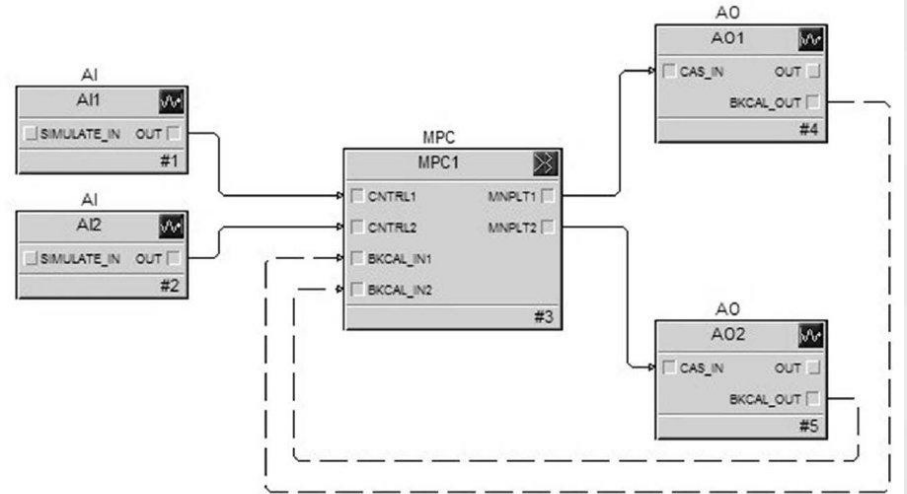 AI
AI1
SIMULATE_IN OUT
#1
AI
AI2
SIMULATE_IN OUT
#2
MPC
MPC1
CNTRL1 MNPLT1
CNTRL2 MNPLT2
BKCAL_IN1
BKCAL_IN2
#3
AO
AO1
CAS_IN OUT
BKCAL_OUT
#4
AO
AO2
CAS_IN OUT
BKCAL_OUT
#5